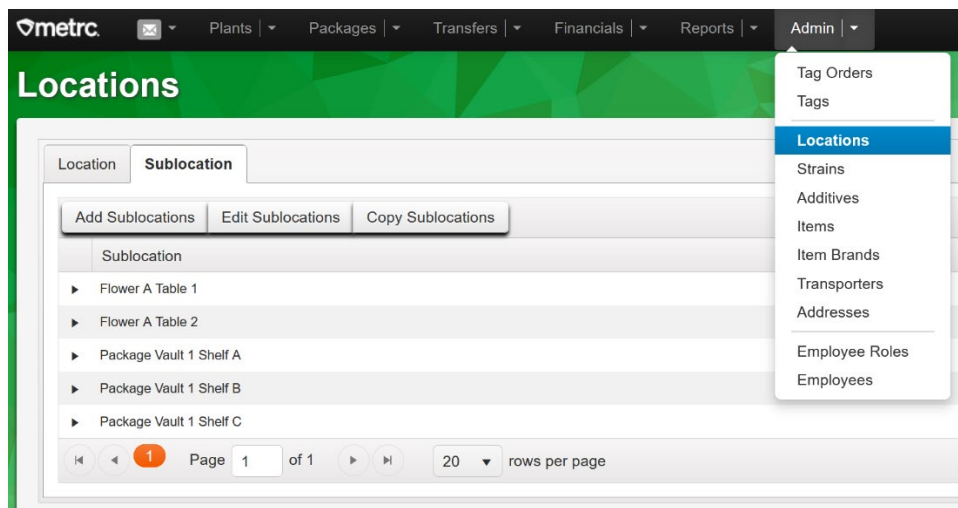 metrc. Plants Packages Transfers Financials Reports Admin
Locations
Tag Orders
Tags
Locations
Strains
Additives
Items
Item Brands
Transporters
Addresses
Employee Roles
Employees
Location Sublocation
Add Sublocations Edit Sublocations Copy Sublocations
Sublocation
Flower A Table 1
Flower A Table 2
Package Vault 1 Shelf A
Package Vault 1 Shelf B
Package Vault 1 Shelf C
1 Page 1 of 1 20 rows per page